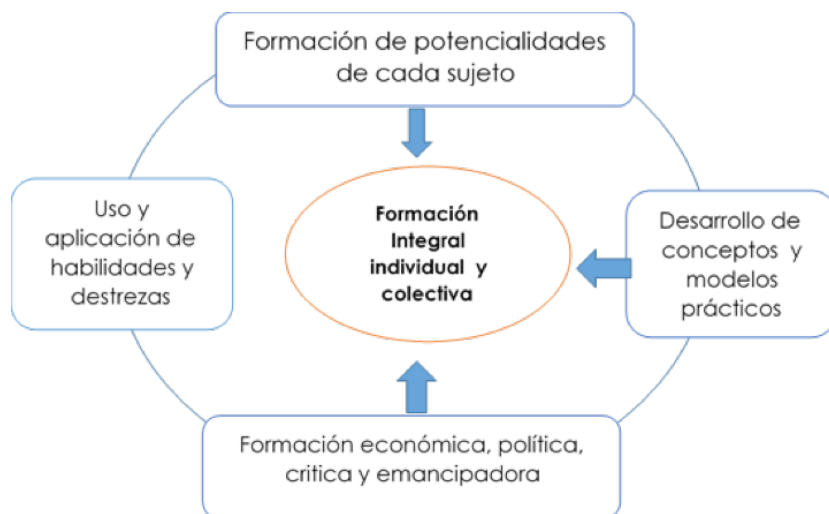 Formación de potencialidades
de cada sujeto
Uso y
aplicación de
habilidades y
destrezas
Formación
Integral
individual y
colectiva
Desarrollo de
conceptos y
modelos
prácticos
Formación económica, política,
critica y emancipadora